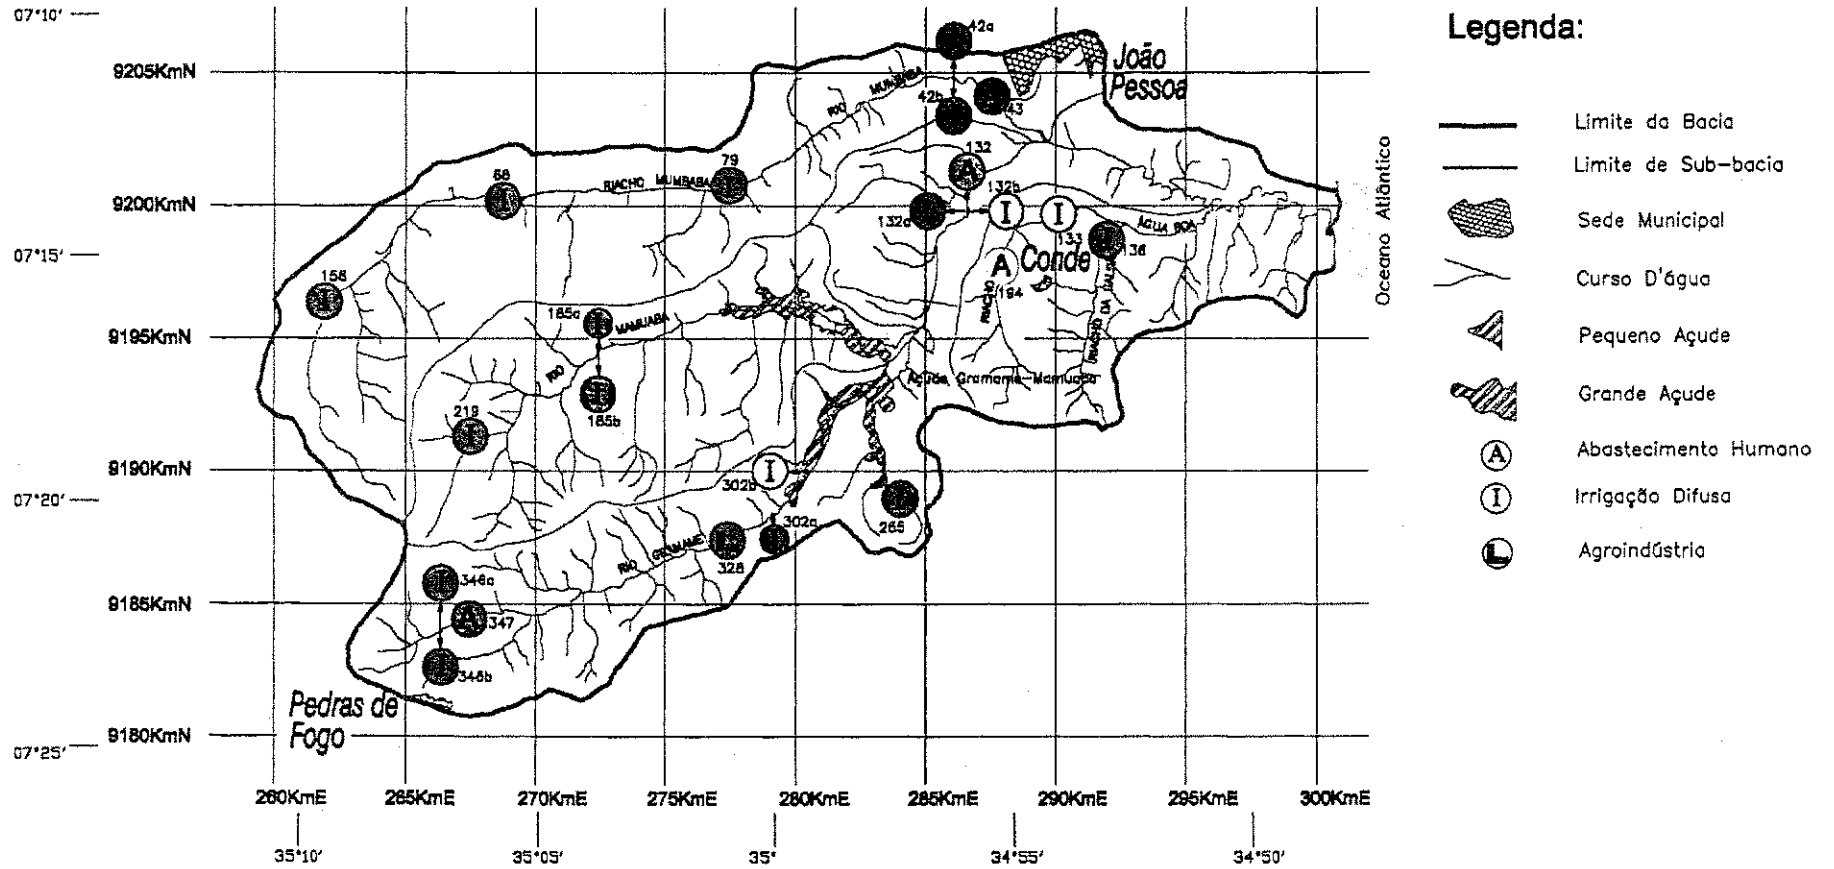 07°10'
9205KmN
9200KmN
07°15'
9195KmN
9190KmN
07°20'
9185KmN
9180KmN
07°25'
260KmE
265KmE
270KmE
275KmE
280KmE
285KmE
290KmE
295KmE
300KmE
35°10'
35°05'
35°
34°55'
34°50'
42a
João
Pessoa
RIO MUMBABA
42b
43
132
A
79
68
I
RIACHO MUMBABA
I
132b
132a
I
I
133
ÁGUA BOA
136
Conde
A
194
RIACHO
158
I
185a
RIO MAMUABA
185b
219
I
Açude Gramame-Mamuaba
I
302b
302a
265
RIO GRAMAME
L
328
346a
A
347
346b
Pedras de
Fogo
Oceano Atlântico
Legenda:
Limite da Bacia
Limite de Sub-bacia
Sede Municipal
Curso D'água
Pequeno Açude
Grande Açude
A
Abastecimento Humano
I
Irrigação Difusa
L
Agroindústria